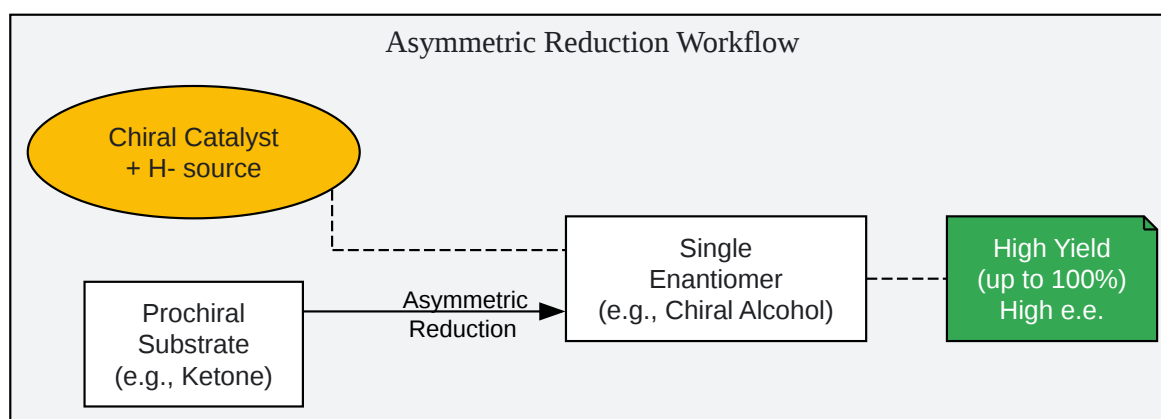 Asymmetric Reduction Workflow
Chiral Catalyst
+ H- source
Prochiral
Substrate
(e.g., Ketone)
Asymmetric
Reduction
Single
Enantiomer
(e.g., Chiral Alcohol)
High Yield
(up to 100%)
High e.e.